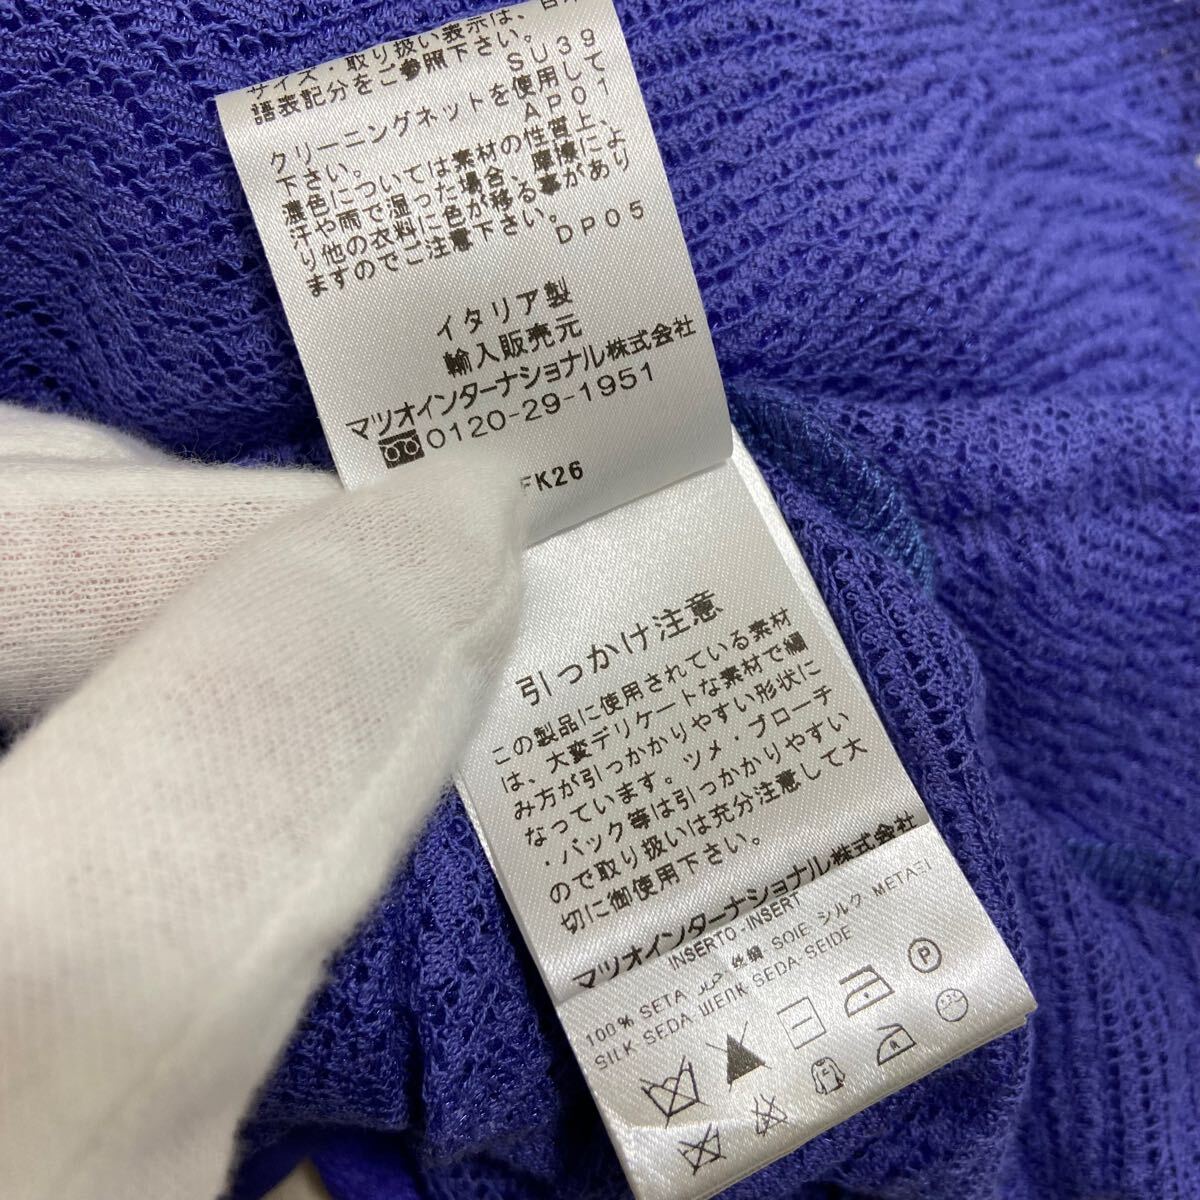 サイズ・取り扱い表示は、日本
語表記分をご参照下さい。
SU39
クリーニングネットを使用して
下さい。
AP01
濃色については素材の性質上、
汗や雨で湿った場合、摩擦によ
り他の衣料に色が移る事があり
ますのでご注意下さい。
DP05
イタリア製
輸入販売元
マツオインターナショナル株式会社
0120-29-1951
FK26
引っかけ注意
この製品に使用されている素材
は、大変デリケートな素材で編
み方が引っかかりやすい形状に
なっています。ツメ・ブローチ
・バック等は引っかかりやすい
ので取り扱いは充分注意して大
切に御使用下さい。
マツオインターナショナル株式会社
INSERTO-INSERT
100% SETA 丝绸 SOIE シルク ΜΕΤΑΞΙ
SILK SEDA ШЕЛК SEDA SEIDE
P